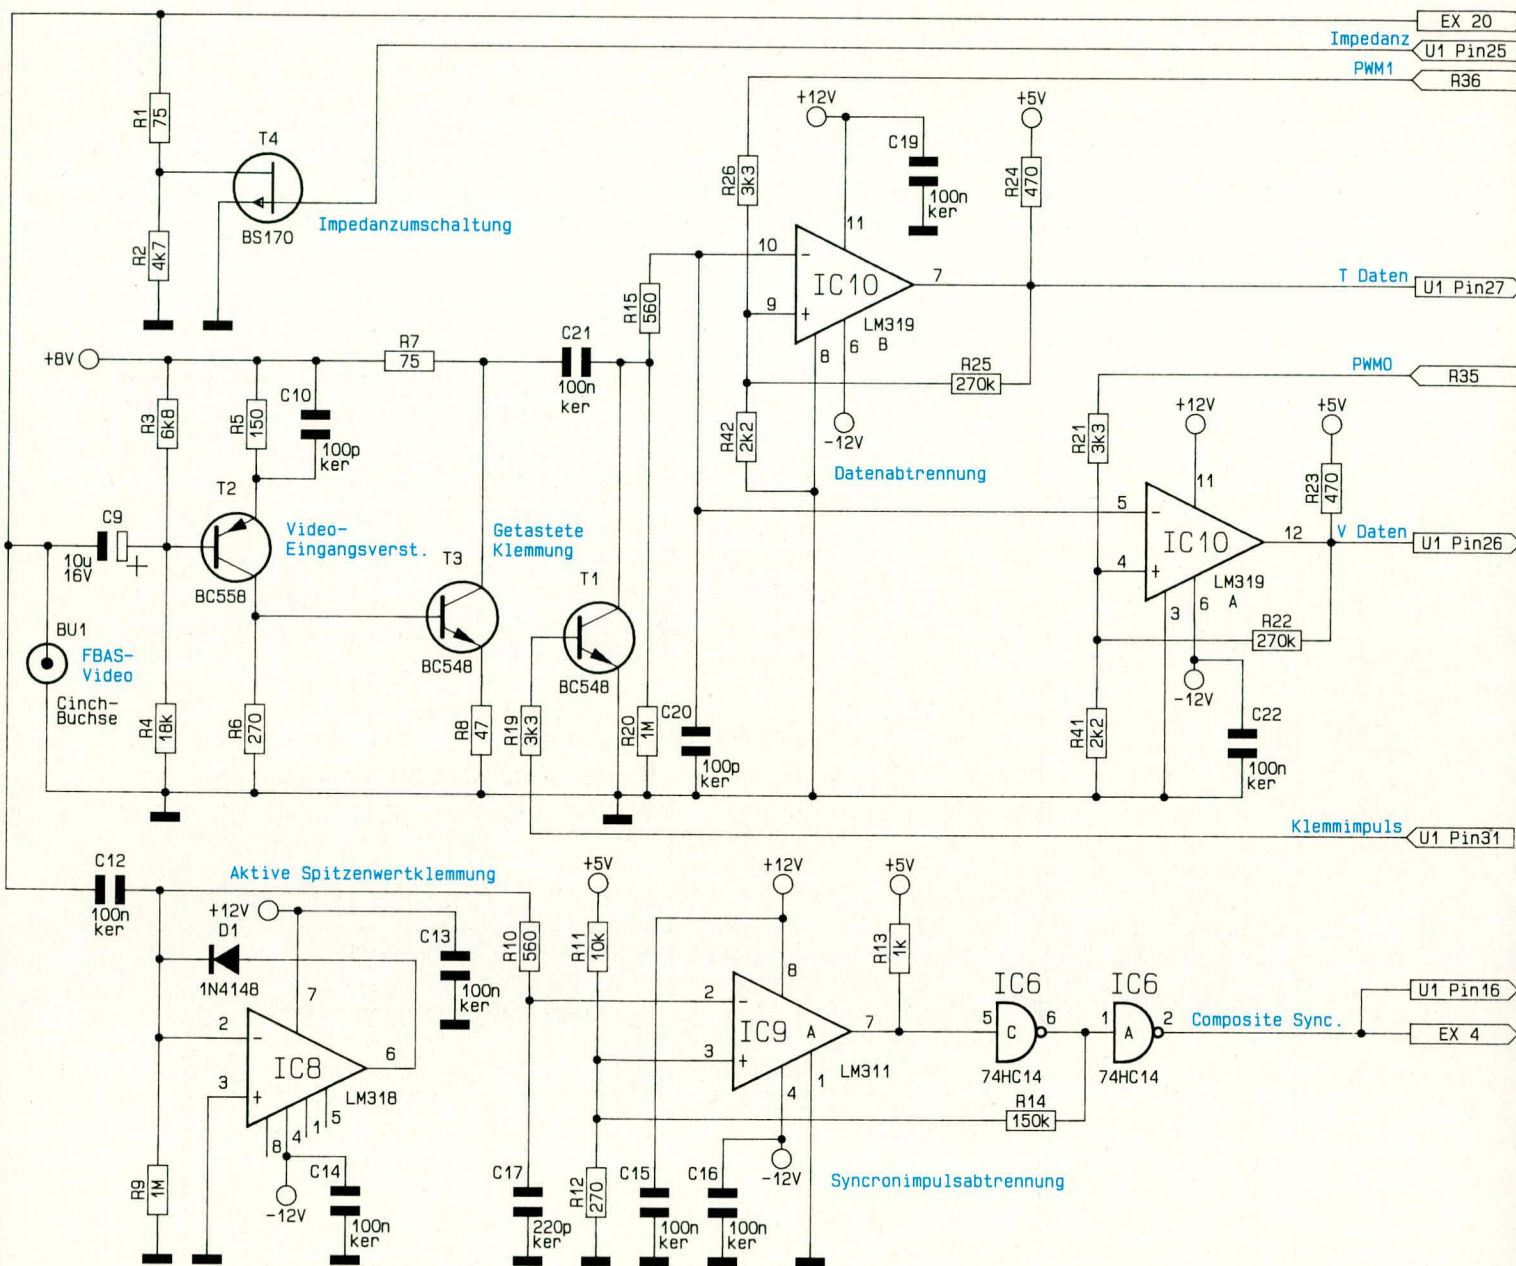 EX 20
Impedanz
U1 Pin25
PWM1
R36
R1
75
T4
BS170
Impedanzumschaltung
R2
4k7
+12V
+5V
C19
100n
ker
R26
3k3
R24
470
11
10
-
IC10
7
T Daten
U1 Pin27
9
+
LM319
B
8
6
R15
560
C21
100n
ker
R7
75
+8V
R25
270k
PWM0
R35
R3
6k8
R5
150
C10
100p
ker
R42
2k2
-12V
Datenabtrennung
R21
3k3
+12V
+5V
R23
470
11
T2
C9
10u
16V
+
BC558
Video-
Eingangsverst.
Getastete
Klemmung
T3
BC548
T1
BC548
5
-
IC10
12
V Daten
U1 Pin26
4
+
LM319
A
6
3
R22
270k
-12V
BU1
FBAS-
Video
Cinch-
Buchse
R4
18k
R6
270
R8
47
R19
3k3
R20
1M
C20
100p
ker
R41
2k2
C22
100n
ker
Klemmimpuls
U1 Pin31
C12
100n
ker
Aktive Spitzenwertklemmung
+5V
+12V
+5V
+12V
D1
1N4148
C13
100n
ker
R10
560
R11
10k
R13
1k
7
8
2
-
IC8
6
3
+
LM318
5
1
4
8
2
-
IC9
A
7
3
+
LM311
4
1
IC6
5
C
6
74HC14
IC6
1
A
2
74HC14
Composite Sync.
U1 Pin16
EX 4
R14
150k
R9
1M
-12V
C14
100n
ker
C17
220p
ker
R12
270
C15
100n
ker
C16
100n
ker
-12V
Syncronimpulsabtrennung